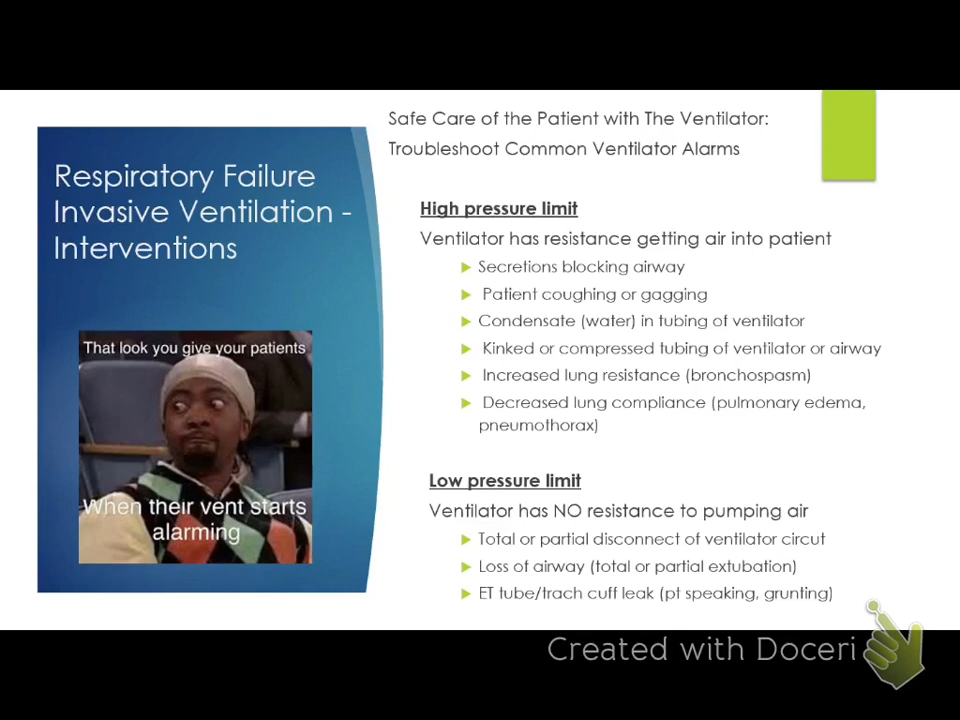 Safe Care of the Patient with The Ventilator:
Troubleshoot Common Ventilator Alarms
Respiratory Failure
Invasive Ventilation -
Interventions
That look you give your patients
When their vent starts
alarming
High pressure limit
Ventilator has resistance getting air into patient
Secretions blocking airway
Patient coughing or gagging
Condensate (water) in tubing of ventilator
Kinked or compressed tubing of ventilator or airway
Increased lung resistance (bronchospasm)
Decreased lung compliance (pulmonary edema,
pneumothorax)
Low pressure limit
Ventilator has NO resistance to pumping air
Total or partial disconnect of ventilator circut
Loss of airway (total or partial extubation)
ET tube/trach cuff leak (pt speaking, grunting)
Created with Doceri